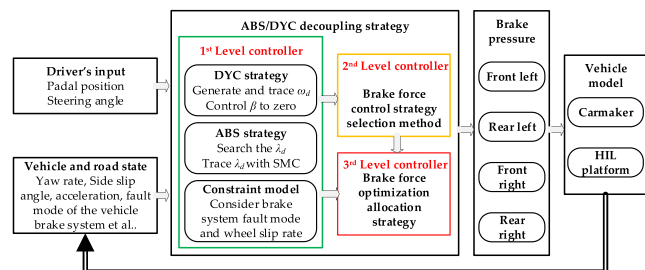 ABS/DYC decoupling strategy
Driver's input
Padal position
Steering angle
Vehicle and road state
Yaw rate, Side slip
angle, acceleration, fault
mode of the vehicle
brake system et al..
1st Level controller
DYC strategy
Generate and trace ωd
Control β to zero
ABS strategy
Search the λd
Trace λd with SMC
Constraint model
Consider brake
system fault mode
and wheel slip rate
2nd Level controller
Brake force
control strategy
selection method
3rd Level controller
Brake force
optimization
allocation
strategy
Brake
pressure
Front left
Rear left
Front
right
Rear
right
Vehicle
model
Carmaker
HIL
platform